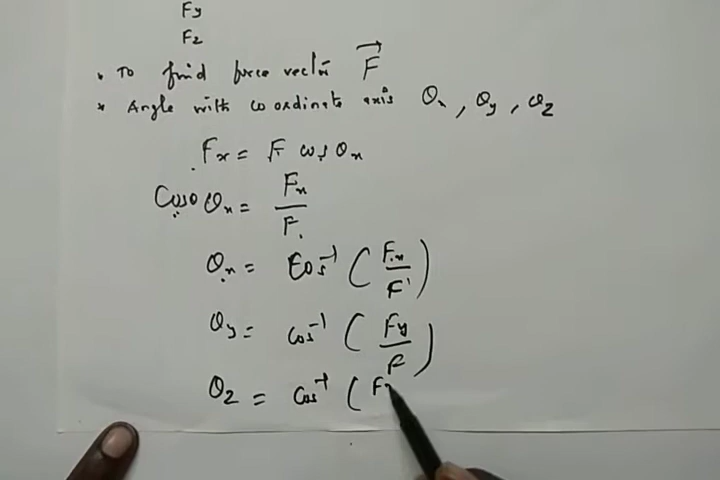 Fy
Fz
• To find force vector F⃗
* Angle with coordinate axis θx, θy, θz
Fx = F cos θx
Cos θx = Fx/F
θx = Cos⁻¹ (Fx/F)
θy = Cos⁻¹ (Fy/F)
θz = Cos⁻¹ (F